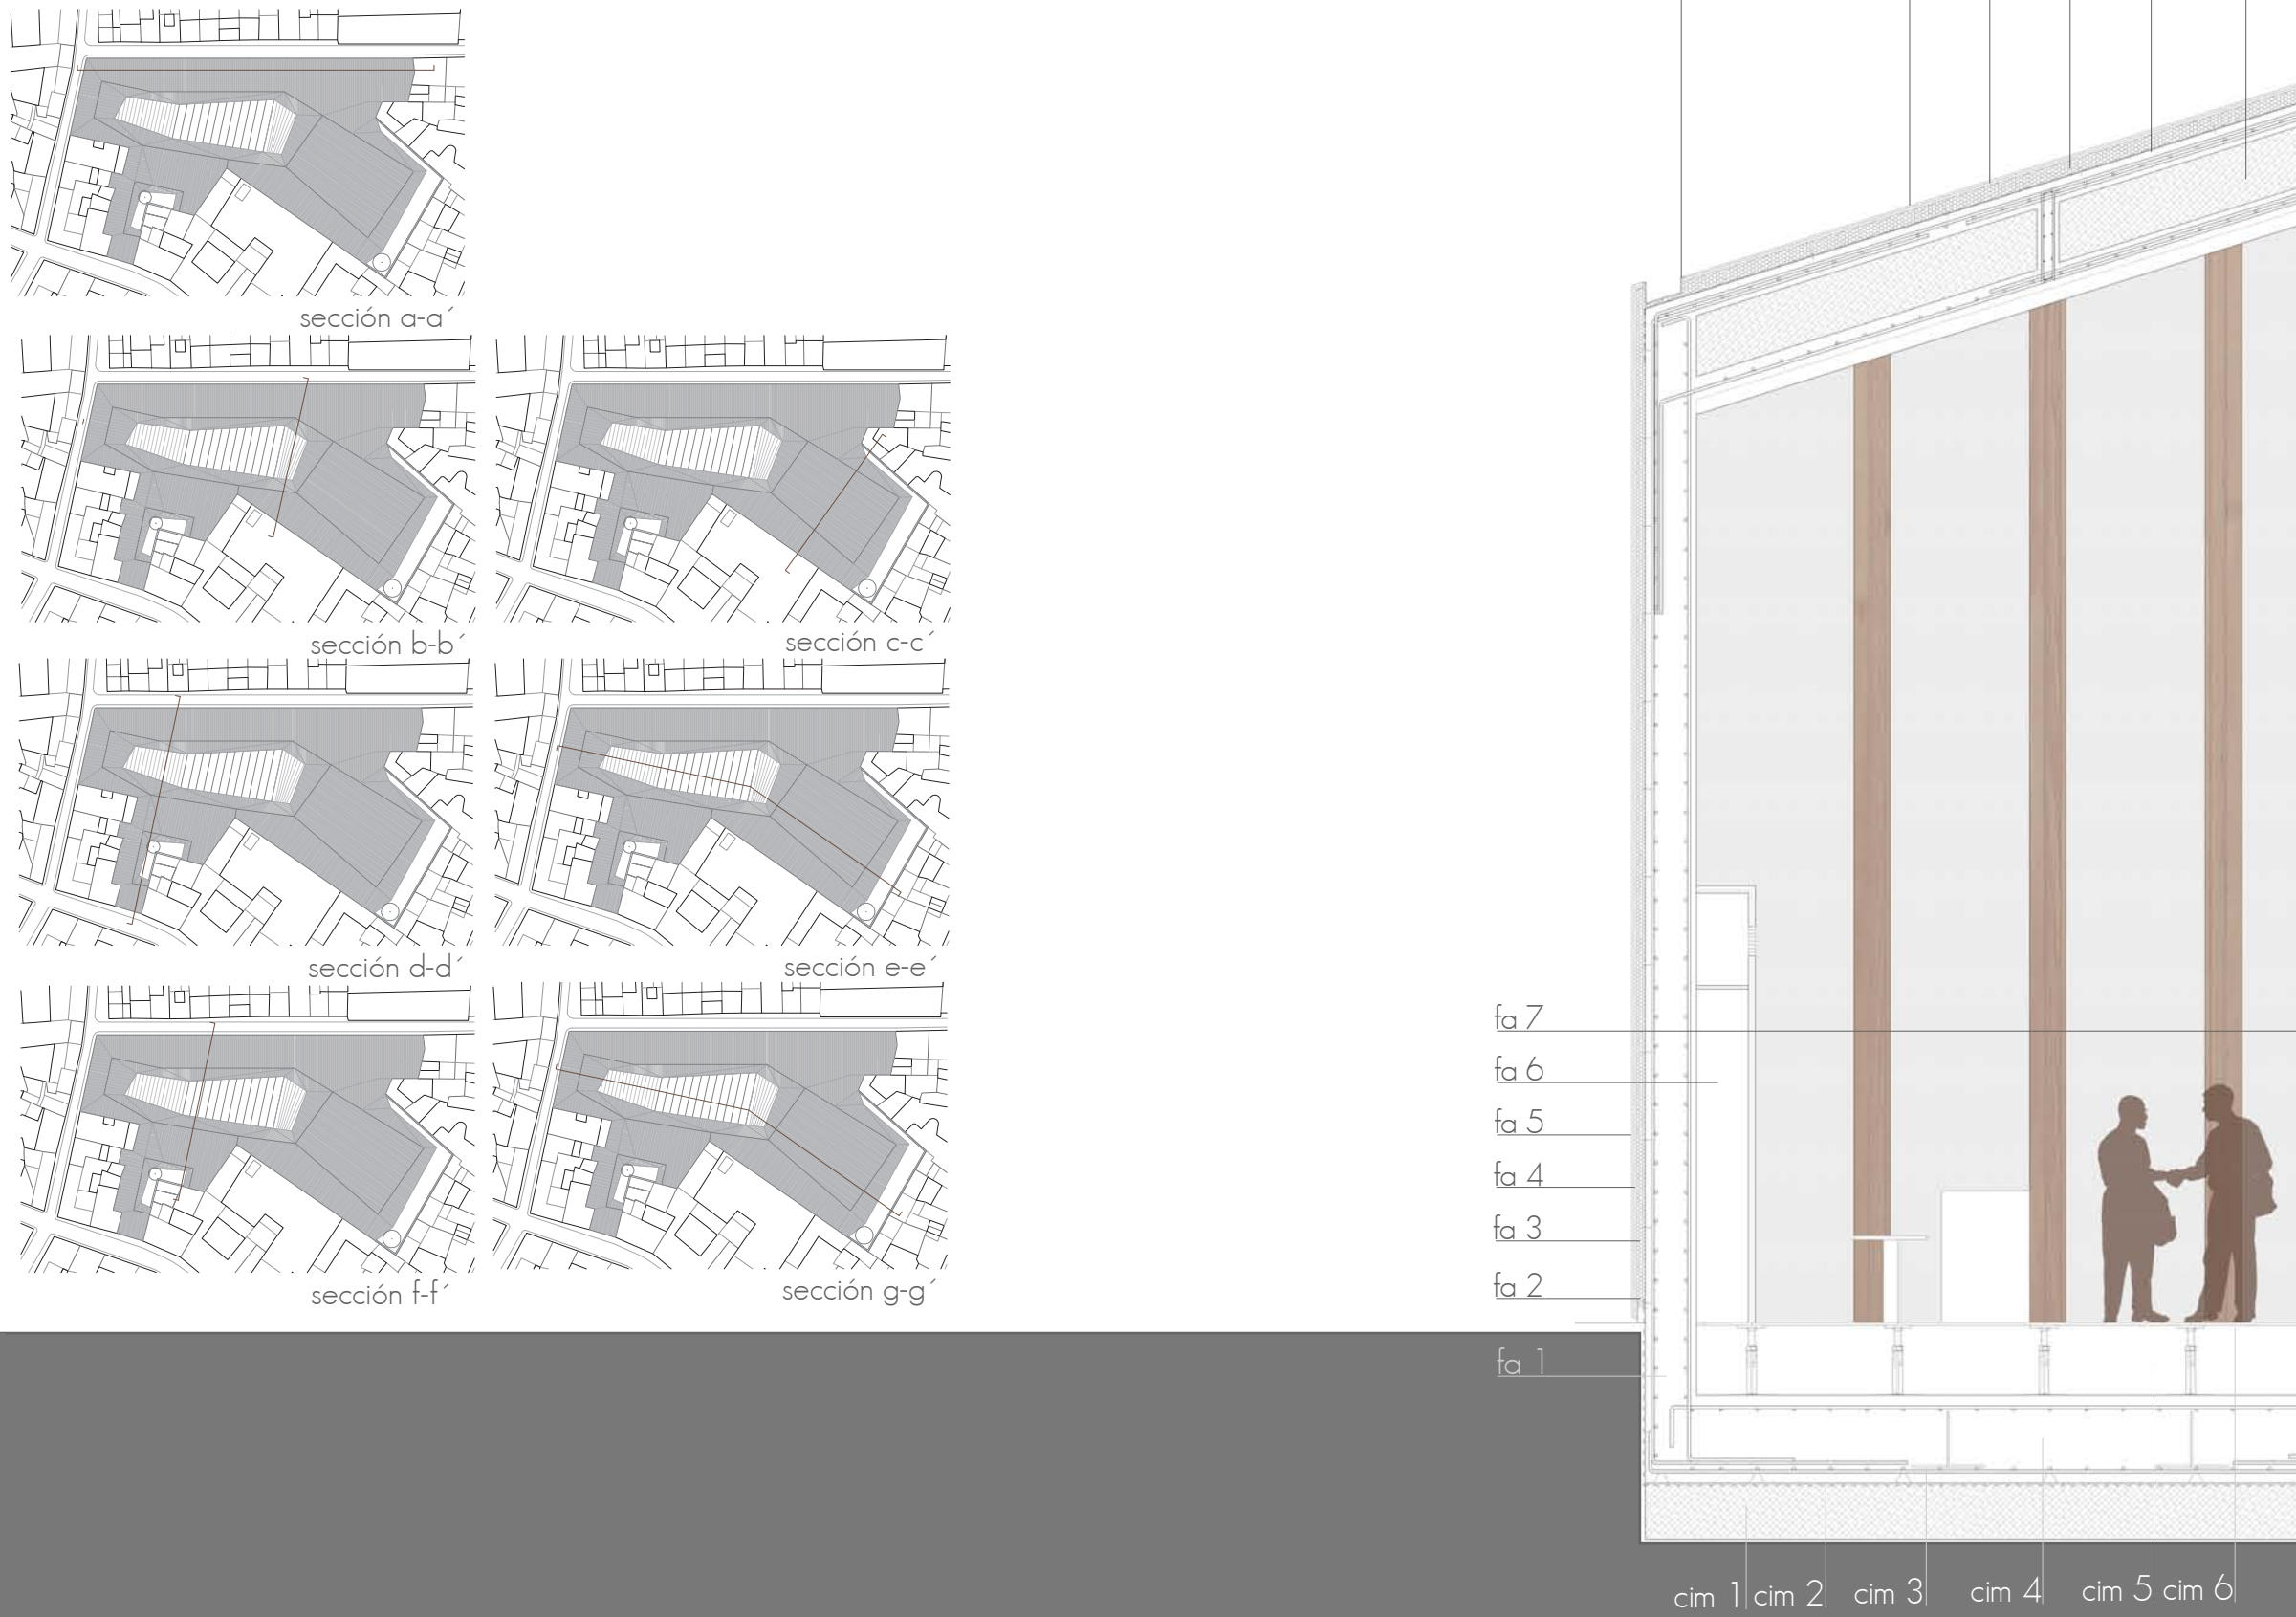 sección a-a´
sección b-b´
sección c-c´
sección d-d´
sección e-e´
sección f-f´
sección g-g´
fa 7
fa 6
fa 5
fa 4
fa 3
fa 2
fa 1
cim 1
cim 2
cim 3
cim 4
cim 5
cim 6